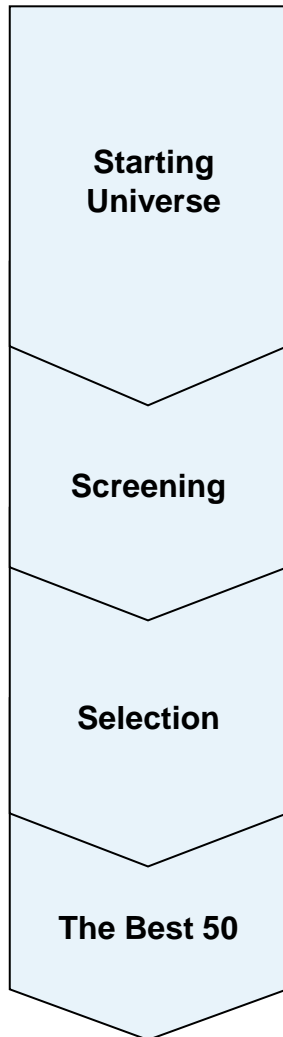 Starting
Universe
Screening
Selection
The Best 50